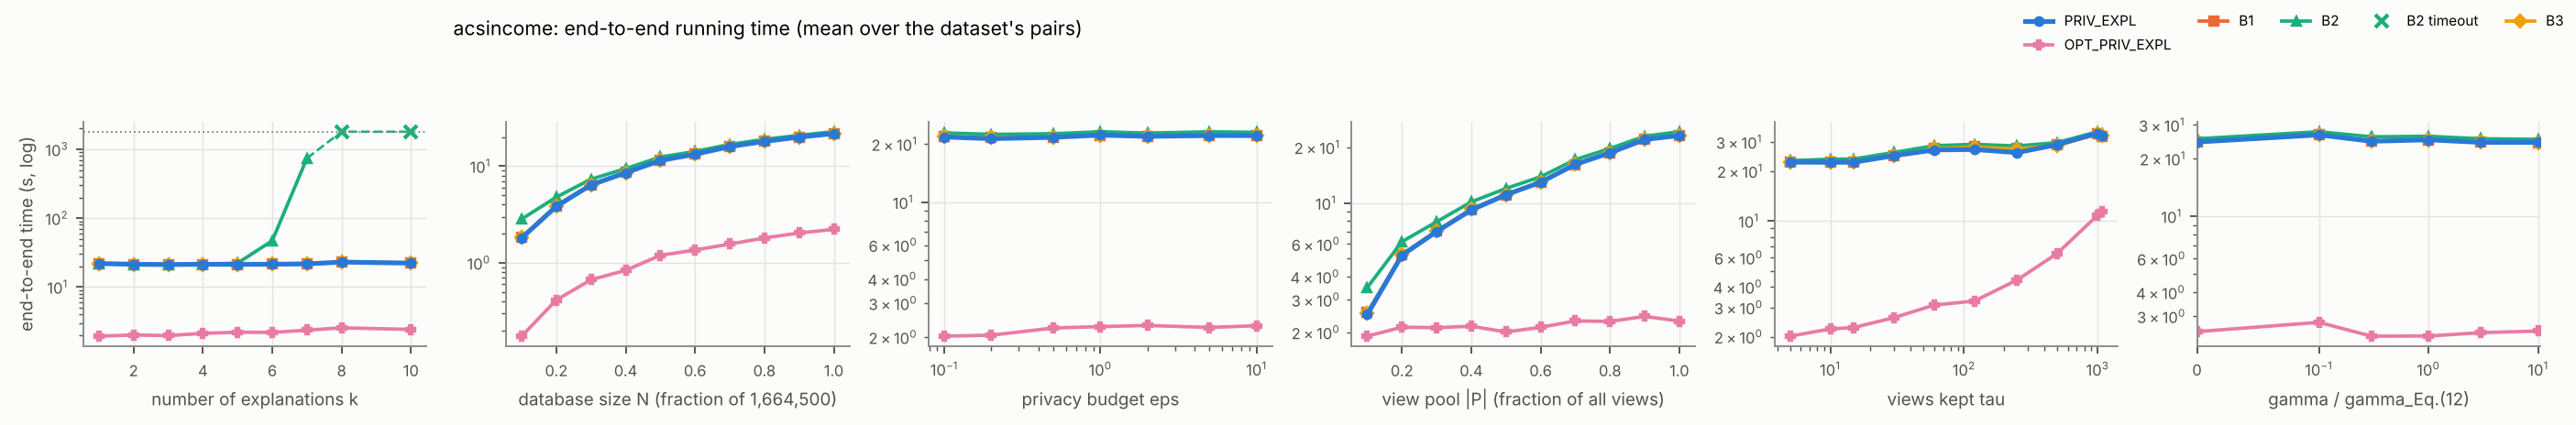 acsincome: end-to-end running time (mean over the dataset's pairs)
PRIV_EXPL
B1
B2
B2 timeout
B3
OPT_PRIV_EXPL
end-to-end time (s, log)
10³
10²
10¹
2 4 6 8 10
number of explanations k
10¹
10⁰
0.2 0.4 0.6 0.8 1.0
database size N (fraction of 1,664,500)
2 × 10¹
10¹
6 × 10⁰
4 × 10⁰
3 × 10⁰
2 × 10⁰
10⁻¹ 10⁰ 10¹
privacy budget eps
2 × 10¹
10¹
6 × 10⁰
4 × 10⁰
3 × 10⁰
2 × 10⁰
0.2 0.4 0.6 0.8 1.0
view pool |P| (fraction of all views)
3 × 10¹
2 × 10¹
10¹
6 × 10⁰
4 × 10⁰
3 × 10⁰
2 × 10⁰
10¹ 10² 10³
views kept tau
3 × 10¹
2 × 10¹
10¹
6 × 10⁰
4 × 10⁰
3 × 10⁰
0 10⁻¹ 10⁰ 10¹
gamma / gamma_Eq.(12)